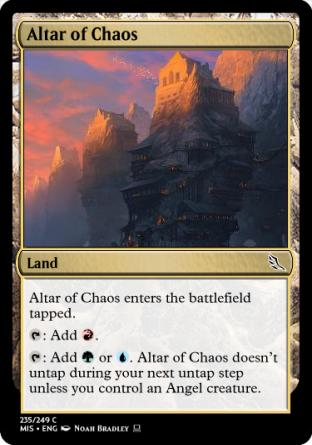 Altar of Chaos
Land
Altar of Chaos enters the battlefield
tapped.
: Add .
: Add or . Altar of Chaos doesn't
untap during your next untap step
unless you control an Angel creature.
235/249 C
MIS • ENG Noah Bradley